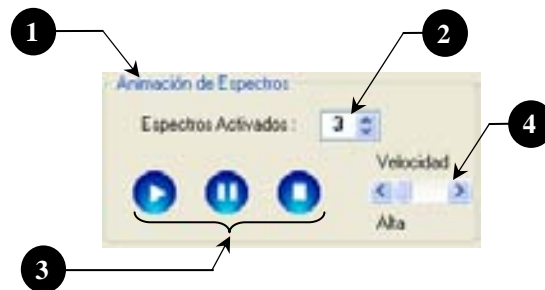 1
2
Animación de Espectros
Espectros Activados :
3
4
Velocidad
Alta
3